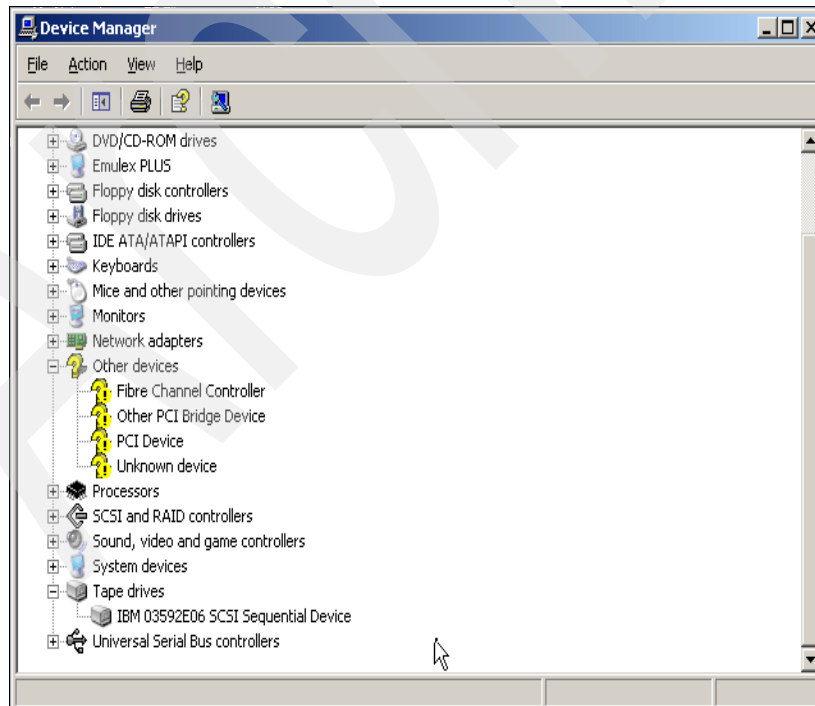 Device Manager
File Action View Help
DVD/CD-ROM drives
Emulex PLUS
Floppy disk controllers
Floppy disk drives
IDE ATA/ATAPI controllers
Keyboards
Mice and other pointing devices
Monitors
Network adapters
Other devices
Fibre Channel Controller
Other PCI Bridge Device
PCI Device
Unknown device
Processors
SCSI and RAID controllers
Sound, video and game controllers
System devices
Tape drives
IBM 03592E06 SCSI Sequential Device
Universal Serial Bus controllers